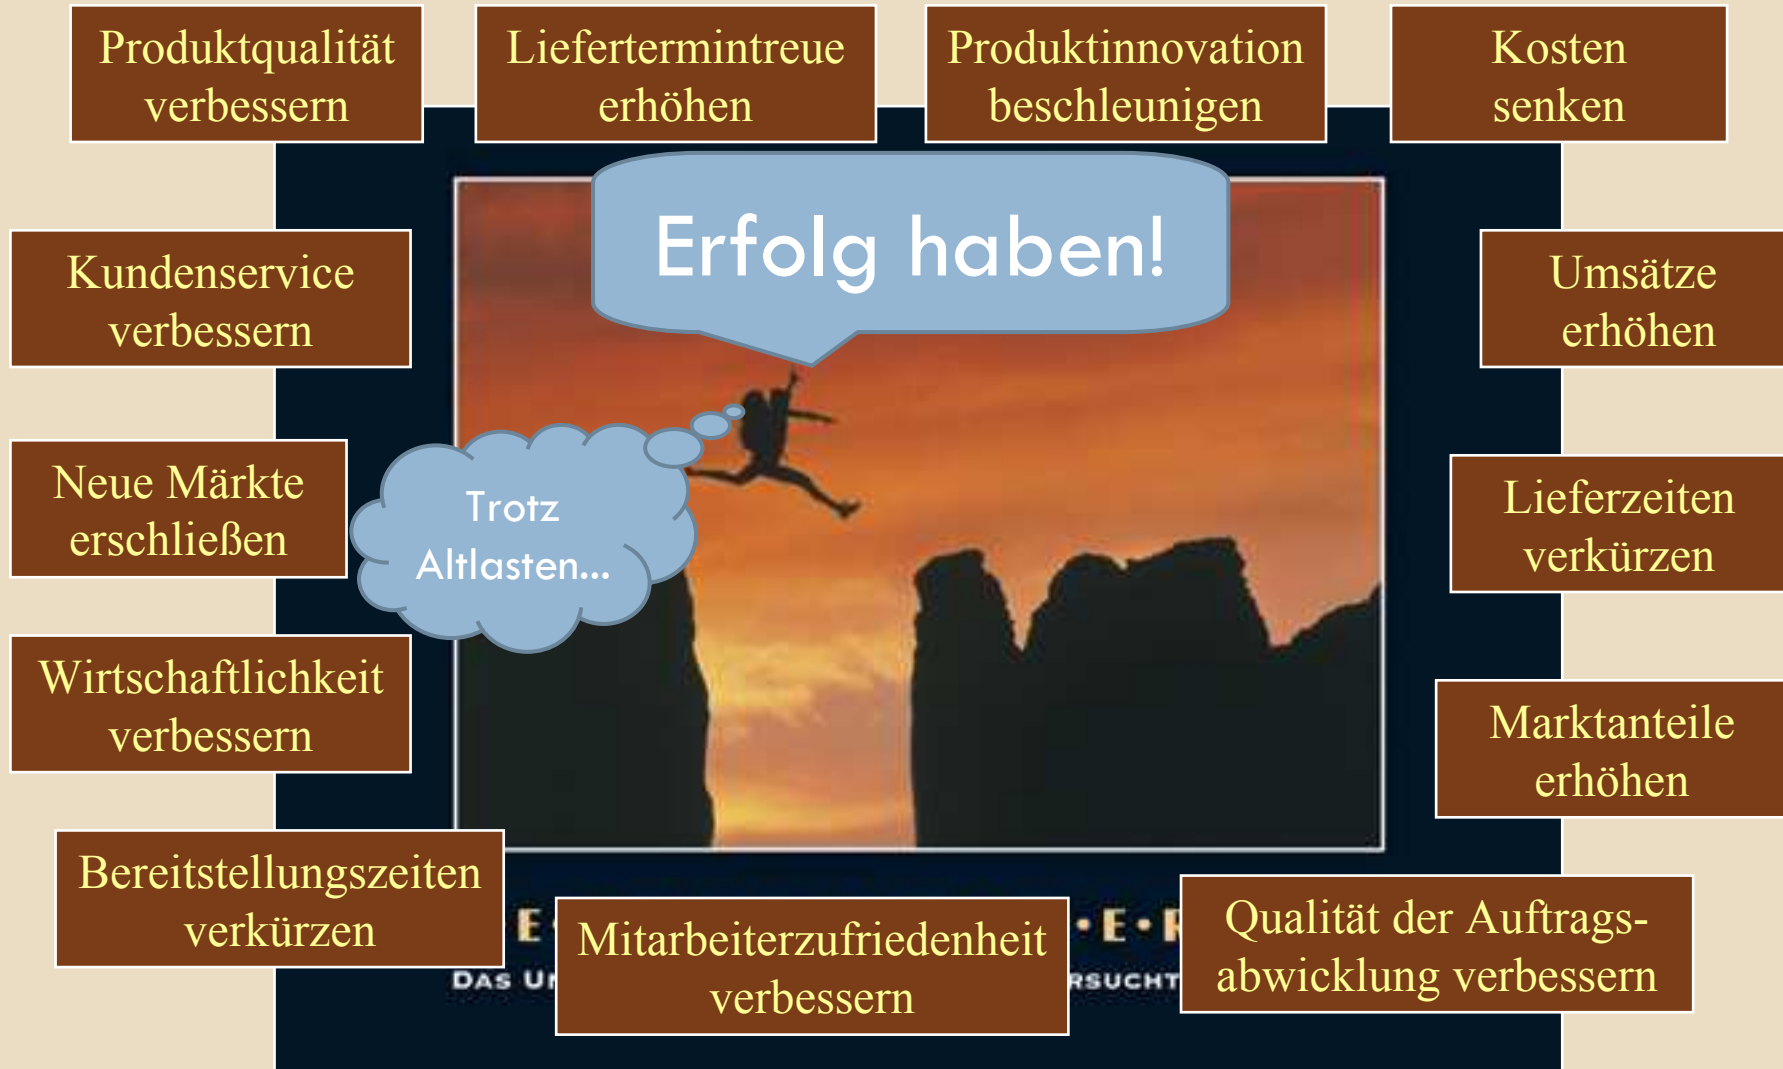 Produktqualität
verbessern
Liefertermintreue
erhöhen
Produktinnovation
beschleunigen
Kosten
senken
Erfolg haben!
Kundenservice
verbessern
Umsätze
erhöhen
Neue Märkte
erschließen
Trotz
Altlasten...
Lieferzeiten
verkürzen
Wirtschaftlichkeit
verbessern
Marktanteile
erhöhen
Bereitstellungszeiten
verkürzen
Mitarbeiterzufriedenheit
verbessern
Qualität der Auftrags-
abwicklung verbessern
DAS